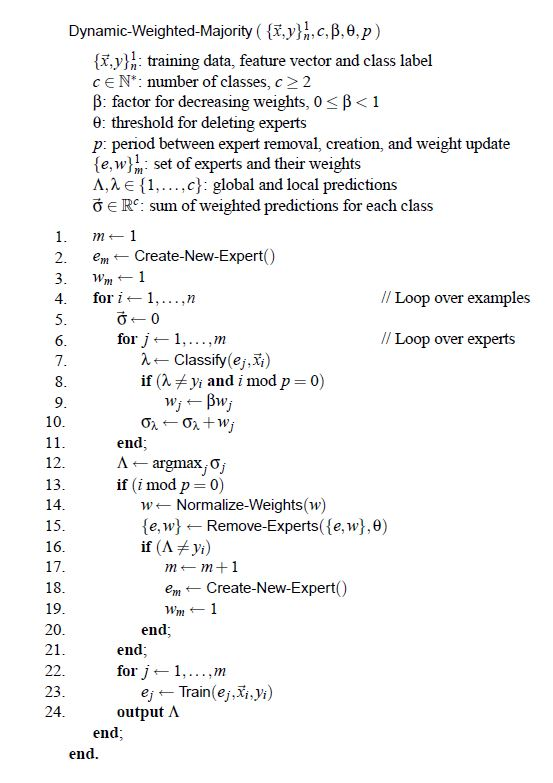 Dynamic-Weighted-Majority ( {x⃗,y}¹ₙ, c, β, θ, p )
{x⃗,y}¹ₙ: training data, feature vector and class label
c ∈ ℕ*: number of classes, c ≥ 2
β: factor for decreasing weights, 0 ≤ β < 1
θ: threshold for deleting experts
p: period between expert removal, creation, and weight update
{e,w}¹ₘ: set of experts and their weights
Λ,λ ∈ {1,…,c}: global and local predictions
σ⃗ ∈ ℝᶜ: sum of weighted predictions for each class
1. m ← 1
2. eₘ ← Create-New-Expert()
3. wₘ ← 1
4. for i ← 1,…,n // Loop over examples
5. σ⃗ ← 0
6. for j ← 1,…,m // Loop over experts
7. λ ← Classify(eⱼ,x⃗ᵢ)
8. if (λ ≠ yᵢ and i mod p = 0)
9. wⱼ ← βwⱼ
10. σ_λ ← σ_λ + wⱼ
11. end;
12. Λ ← argmaxⱼ σⱼ
13. if (i mod p = 0)
14. w ← Normalize-Weights(w)
15. {e,w} ← Remove-Experts({e,w},θ)
16. if (Λ ≠ yᵢ)
17. m ← m+1
18. eₘ ← Create-New-Expert()
19. wₘ ← 1
20. end;
21. end;
22. for j ← 1,…,m
23. eⱼ ← Train(eⱼ,x⃗ᵢ,yᵢ)
24. output Λ
end;
end.